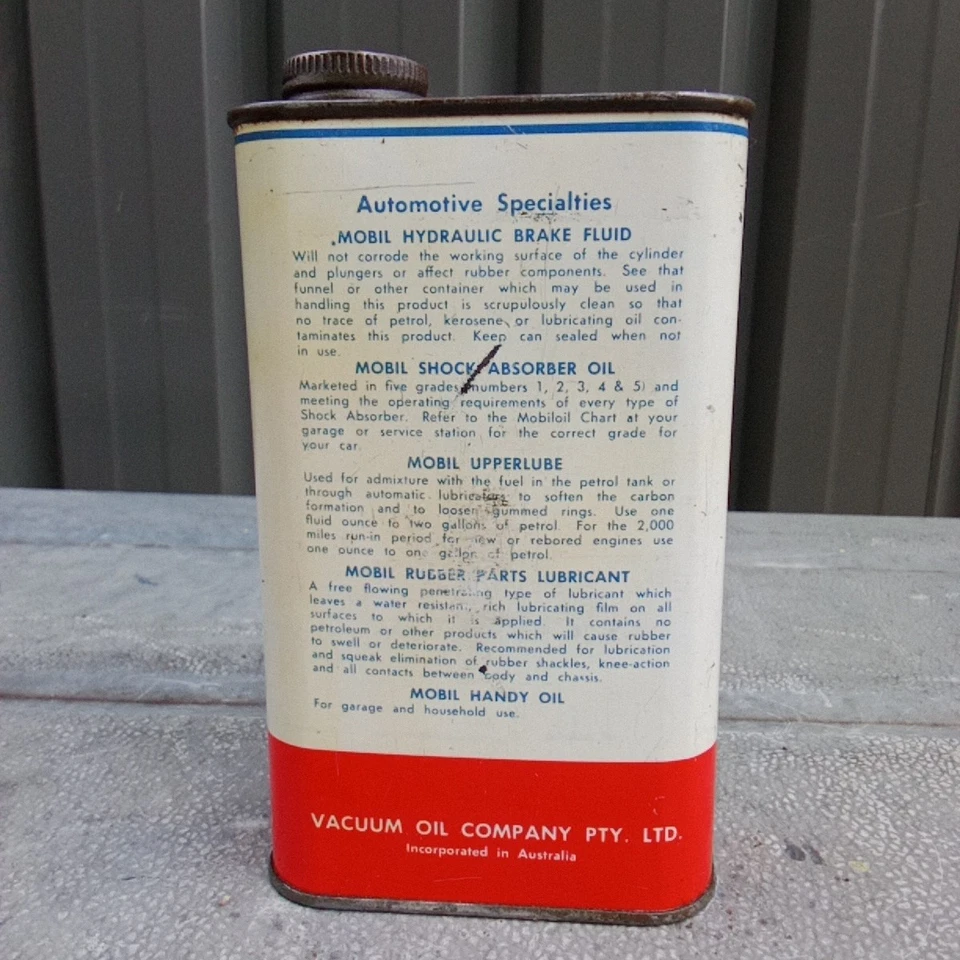 Automotive Specialties
MOBIL HYDRAULIC BRAKE FLUID
Will not corrode the working surface of the cylinder
and plungers or affect rubber components. See that
funnel or other container which may be used in
handling this product is scrupulously clean so that
no trace of petrol, kerosene or lubricating oil con-
taminates this product. Keep can sealed when not
in use.
MOBIL SHOCK ABSORBER OIL
Marketed in five grades (numbers 1, 2, 3, 4 & 5) and
meeting the operating requirements of every type of
Shock Absorber. Refer to the Mobiloil Chart at your
garage or service station for the correct grade for
your car.
MOBIL UPPERLUBE
Used for admixture with the fuel in the petrol tank or
through automatic lubricators to soften the carbon
formation and to loosen gummed rings. Use one
fluid ounce to two gallons of petrol. For the 2,000
miles run-in period for new or rebored engines use
one ounce to one gallon of petrol.
MOBIL RUBBER PARTS LUBRICANT
A free flowing penetrating type of lubricant which
leaves a water resistant, rich lubricating film on all
surfaces to which it is applied. It contains no
petroleum or other products which will cause rubber
to swell or deteriorate. Recommended for lubrication
and squeak elimination of rubber shackles, knee-action
and all contacts between body and chassis.
MOBIL HANDY OIL
For garage and household use.
VACUUM OIL COMPANY PTY. LTD.
Incorporated in Australia